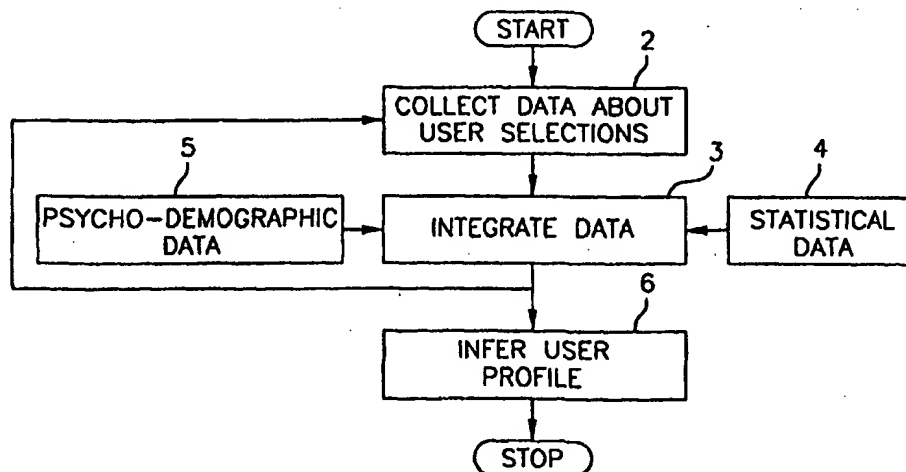 START
2
COLLECT DATA ABOUT
USER SELECTIONS
5
PSYCHO-DEMOGRAPHIC
DATA
3
INTEGRATE DATA
4
STATISTICAL
DATA
6
INFER USER
PROFILE
STOP